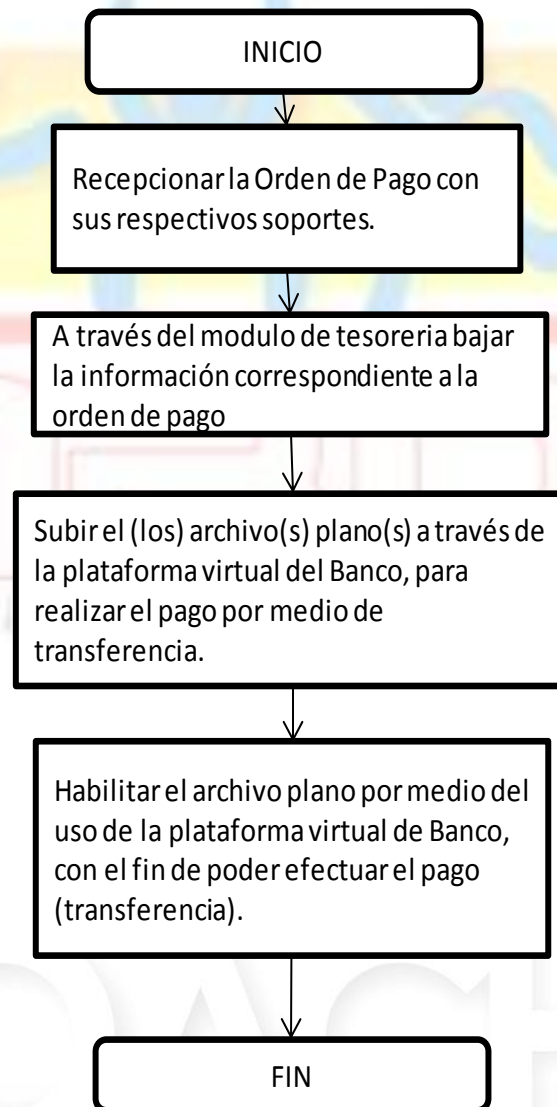 INICIO
Recepcionar la Orden de Pago con
sus respectivos soportes.
A través del modulo de tesoreria bajar
la información correspondiente a la
orden de pago
Subir el (los) archivo(s) plano(s) a través de
la plataforma virtual del Banco, para
realizar el pago por medio de
transferencia.
Habilitar el archivo plano por medio del
uso de la plataforma virtual de Banco,
con el fin de poder efectuar el pago
(transferencia).
FIN